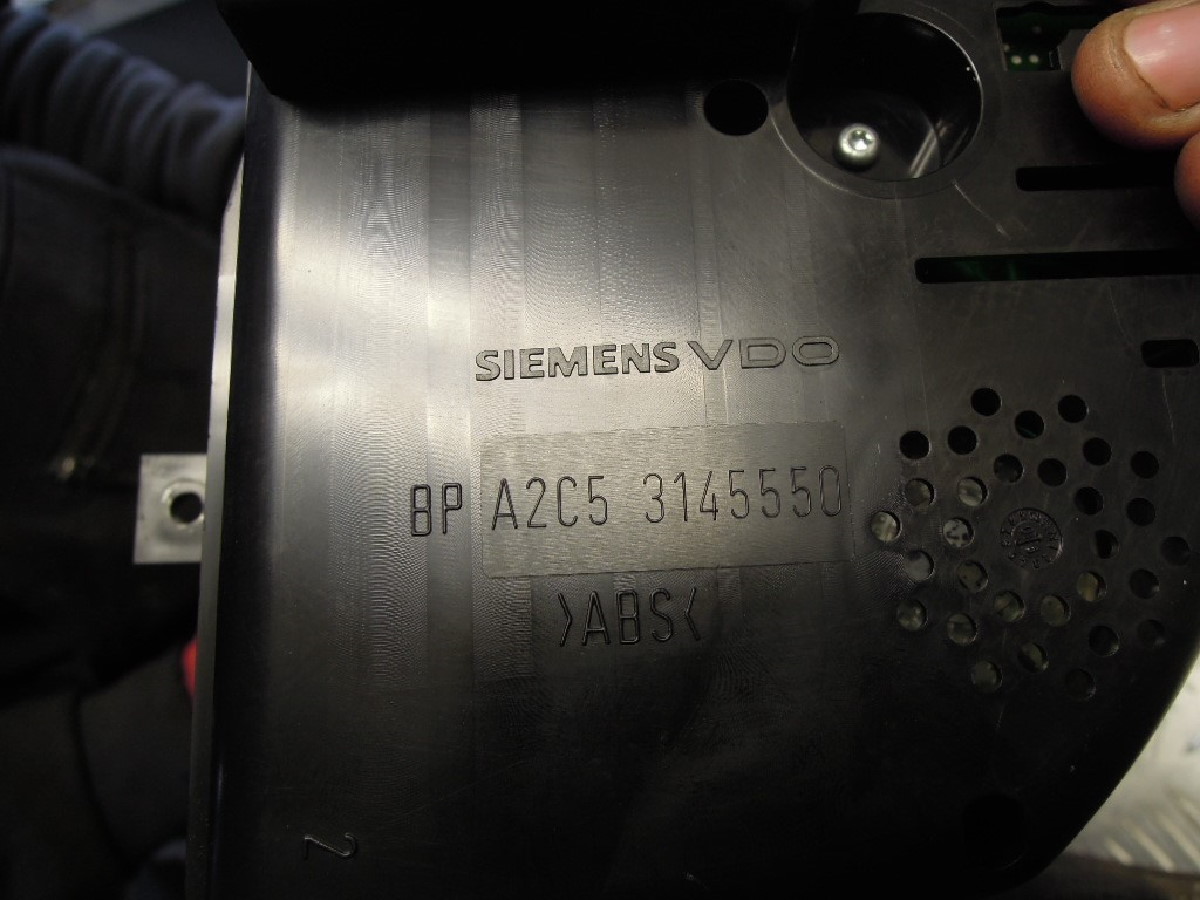 SIEMENS VDO
8P A2C5 3145550
>ABS<
2